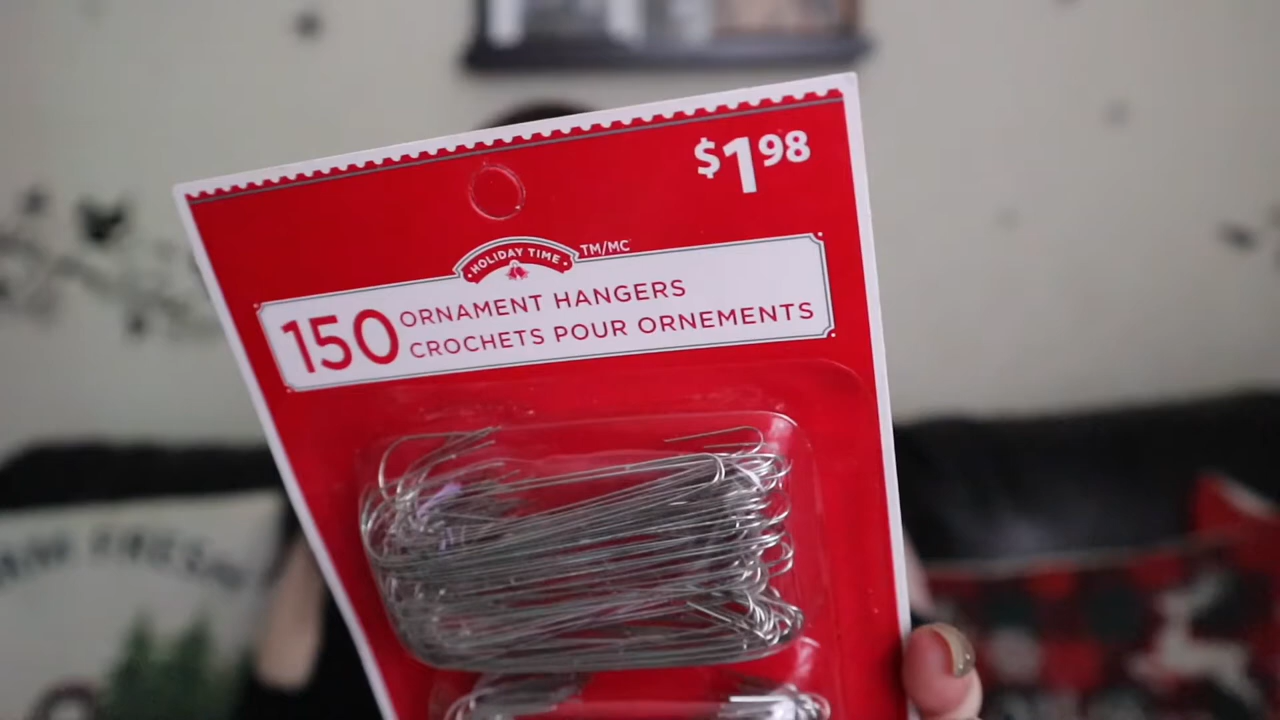 $1.98
HOLIDAY TIME
TM/MC
150 ORNAMENT HANGERS
CROCHETS POUR ORNEMENTS